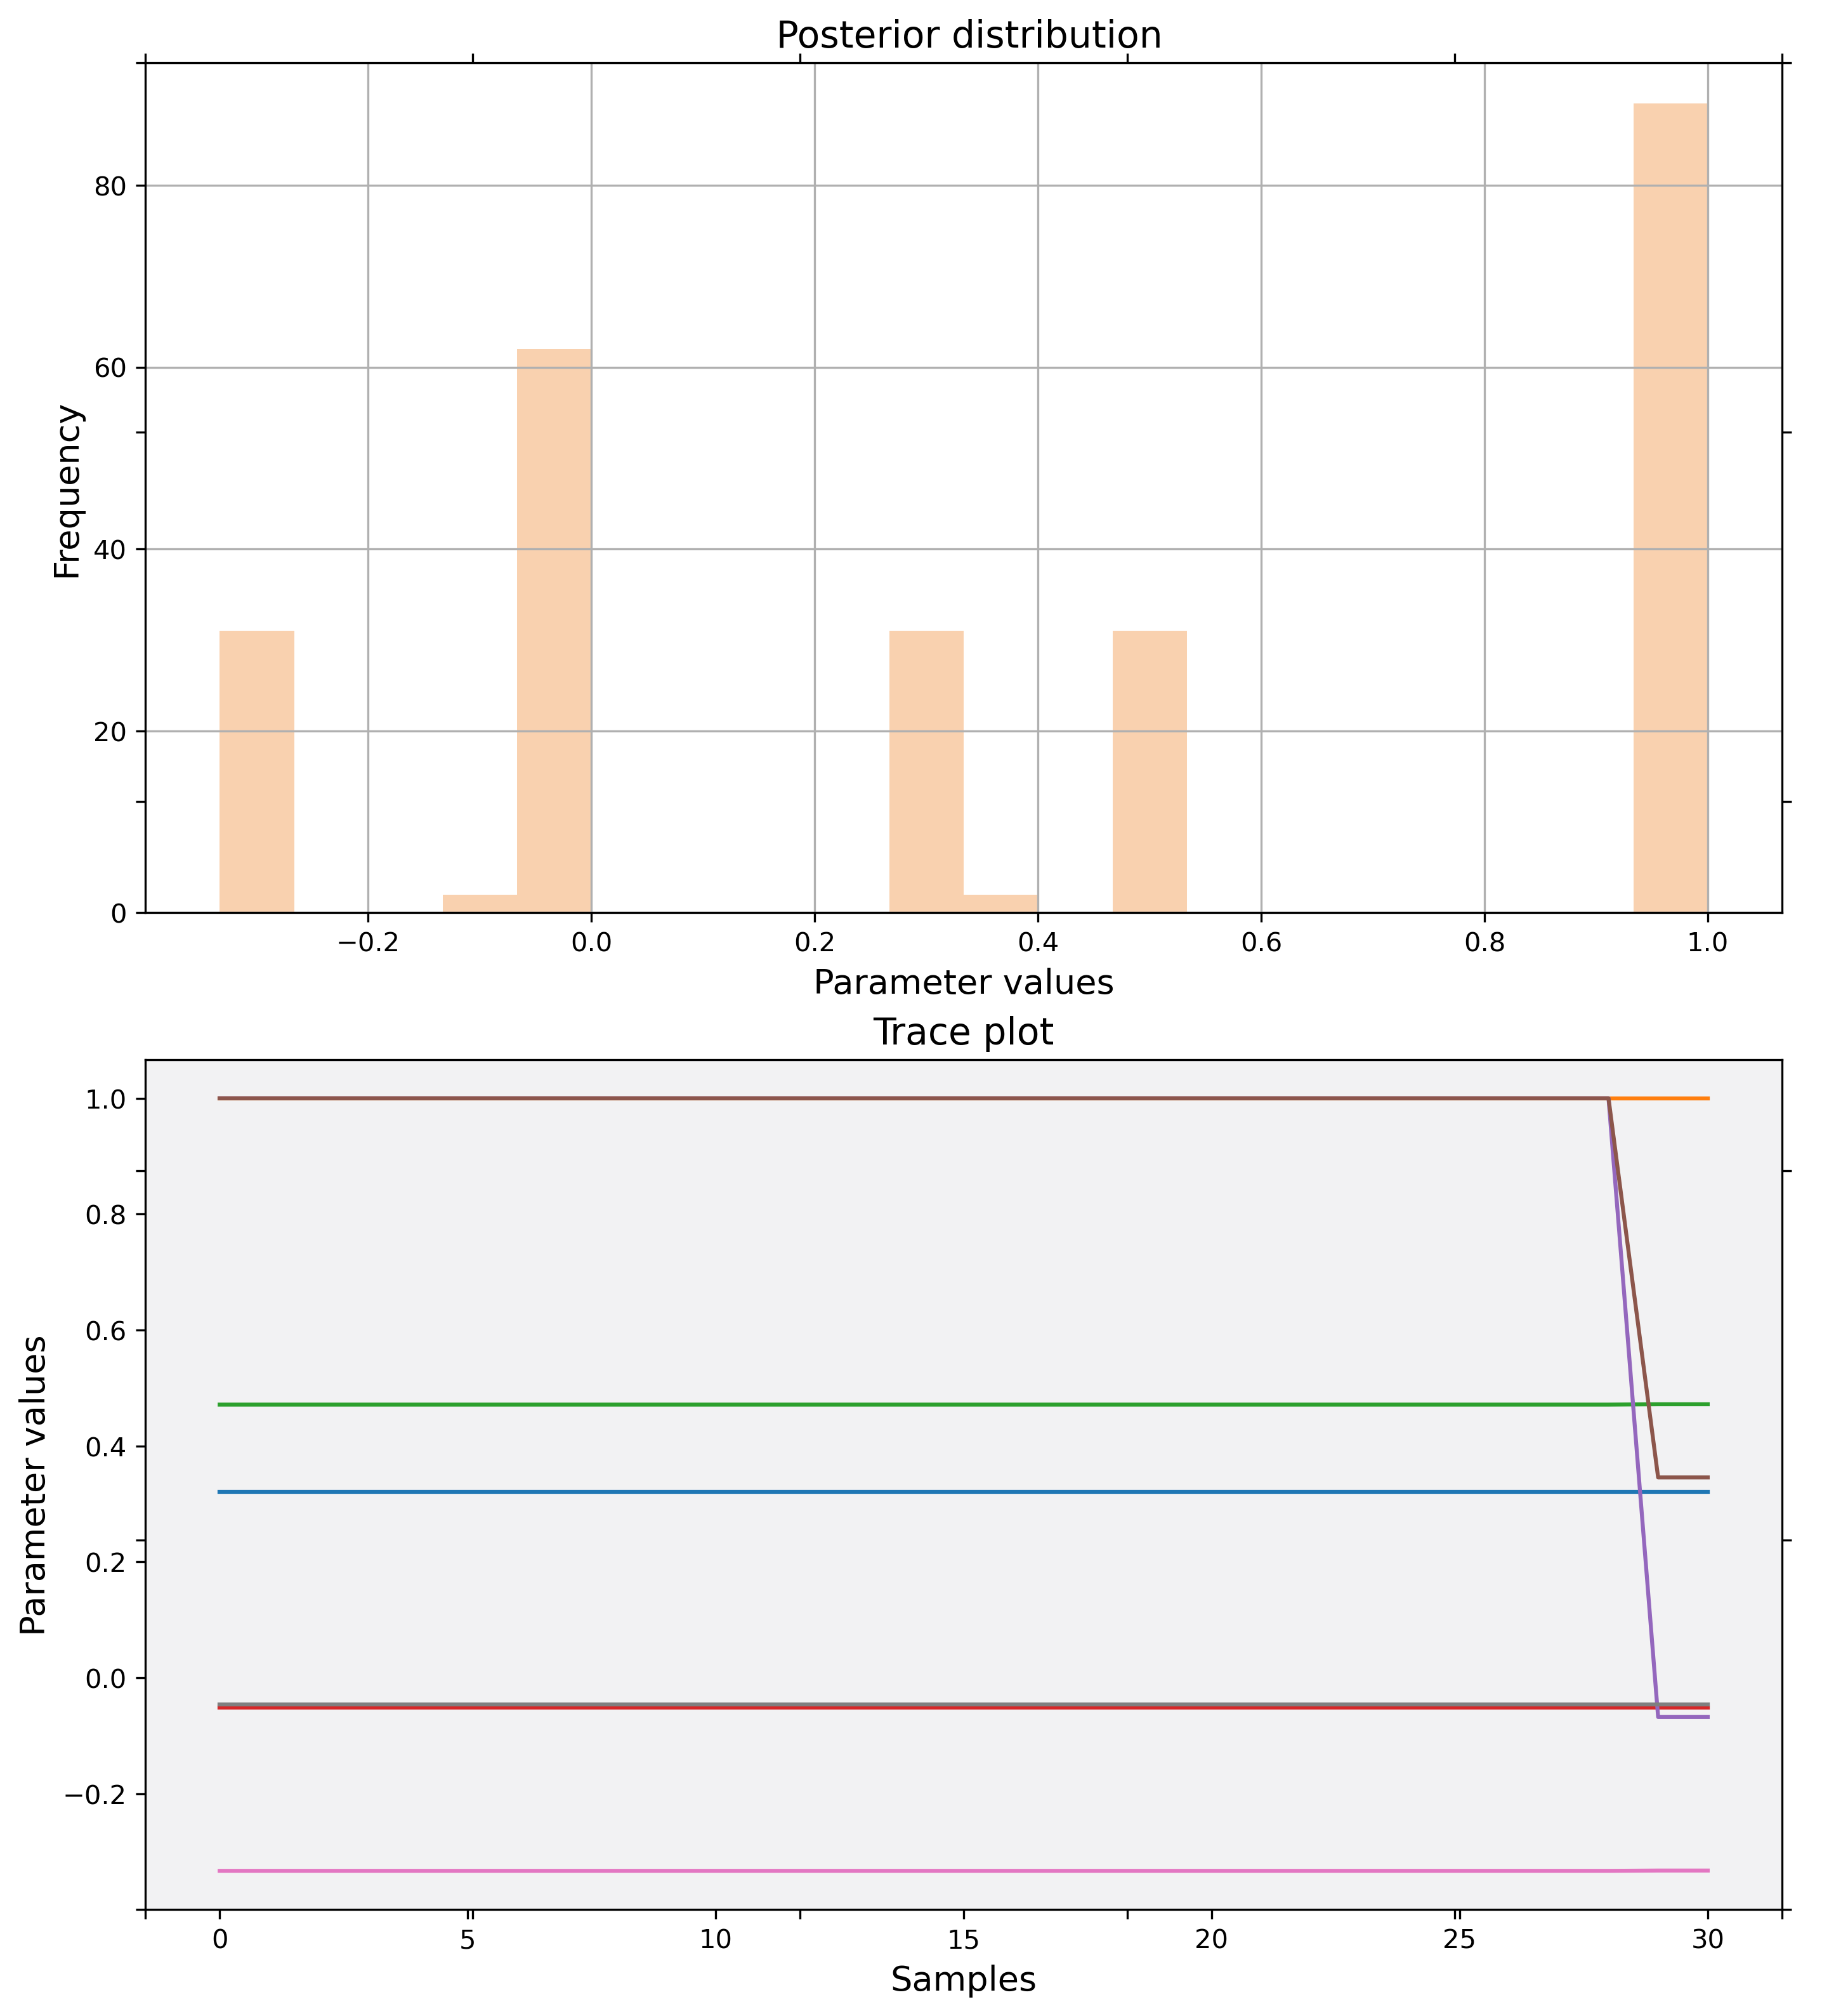 Posterior distribution
Frequency
80
60
40
20
0
−0.2 0.0 0.2 0.4 0.6 0.8 1.0
Parameter values
Trace plot
Parameter values
1.0
0.8
0.6
0.4
0.2
0.0
−0.2
0 5 10 15 20 25 30
Samples